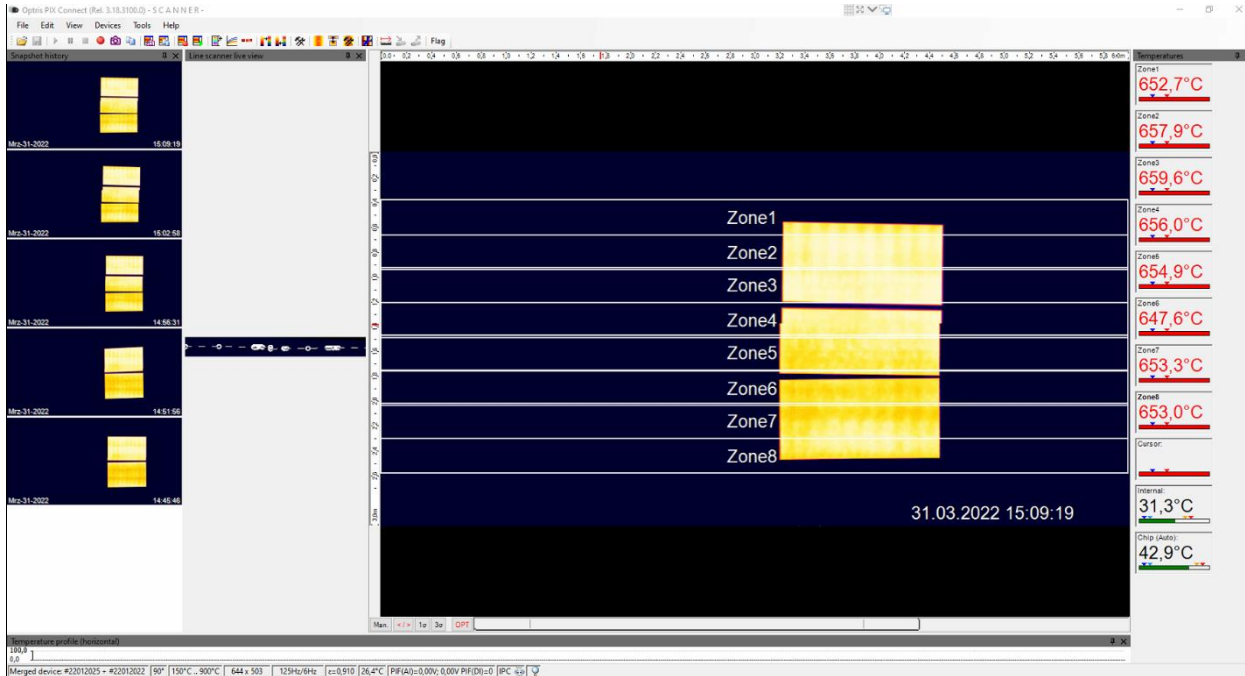 Optris PIX Connect (Rel. 3.18.3100.0) - S C A N N E R -
File Edit View Devices Tools Help
Flag
Snapshot history
Line scanner live view
Temperatures
Mrz-31-2022 15:09:19
Mrz-31-2022 15:02:58
Mrz-31-2022 14:56:31
Mrz-31-2022 14:51:56
Mrz-31-2022 14:45:46
Zone1
Zone2
Zone3
Zone4
Zone5
Zone6
Zone7
Zone8
31.03.2022 15:09:19
Zone1
652,7°C
Zone2
657,9°C
Zone3
659,6°C
Zone4
656,0°C
654,9°C
Zone6
647,6°C
Zone7
653,3°C
Zone8
653,0°C
Cursor:
Internal:
31,3°C
Chip (Auto):
42,9°C
Man. </> 1σ 3σ OPT
Temperature profile (horizontal)
100,0
0,0
Merged device: #22012025 + #22012022 90° 150°C .. 900°C 644 x 503 125Hz/6Hz ε=0,910 26,4°C PIF(AI)=0,00V; 0,00V PIF(DI)=0 IPC